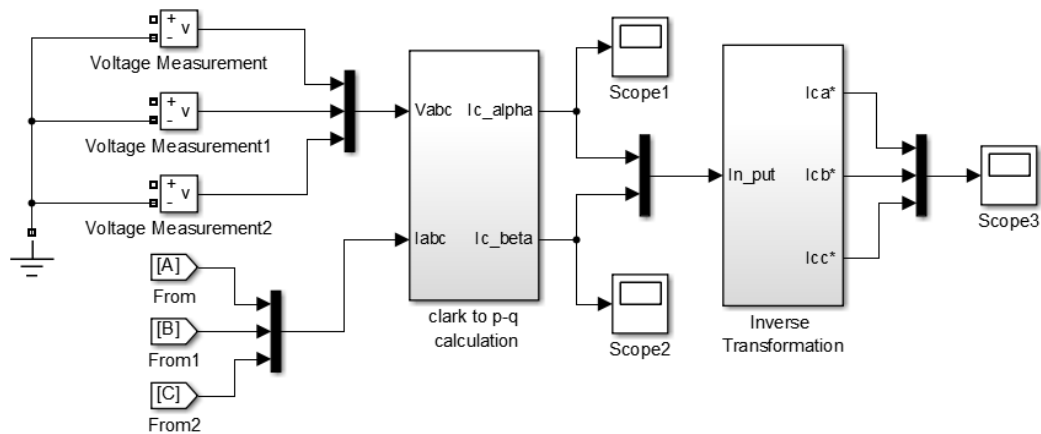 +
v
-
Voltage Measurement
+
v
-
Voltage Measurement1
+
v
-
Voltage Measurement2
[A]
From
[B]
From1
[C]
From2
Vabc
Iabc
Ic_alpha
Ic_beta
clark to p-q
calculation
Scope1
Scope2
In_put
Ica*
Icb*
Icc*
Inverse
Transformation
Scope3